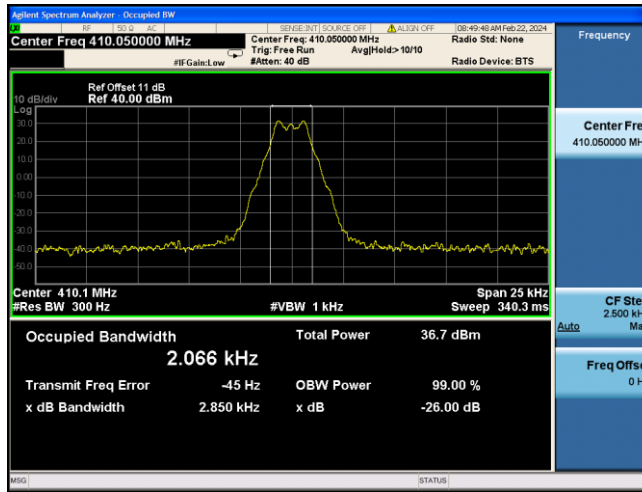 Agilent Spectrum Analyzer - Occupied BW
RF 50 Ω AC SENSE:INT SOURCE OFF ALIGN OFF 08:49:48 AM Feb 22, 2024
Center Freq 410.050000 MHz
Center Freq: 410.050000 MHz
Radio Std: None
Trig: Free Run Avg|Hold:> 10/10
#IFGain:Low #Atten: 40 dB Radio Device: BTS
Frequency
Ref Offset 11 dB
10 dB/div Ref 40.00 dBm
Log
30.0
20.0
10.0
0.00
-10.0
-20.0
-30.0
-40.0
-50.0
Center Fre
410.050000 MH
Center 410.1 MHz Span 25 kHz
#Res BW 300 Hz #VBW 1 kHz Sweep 340.3 ms
CF Ste
2.500 kH
Auto Ma
Occupied Bandwidth Total Power 36.7 dBm
2.066 kHz
Transmit Freq Error -45 Hz OBW Power 99.00 %
x dB Bandwidth 2.850 kHz x dB -26.00 dB
Freq Offse
0 H
MSG STATUS